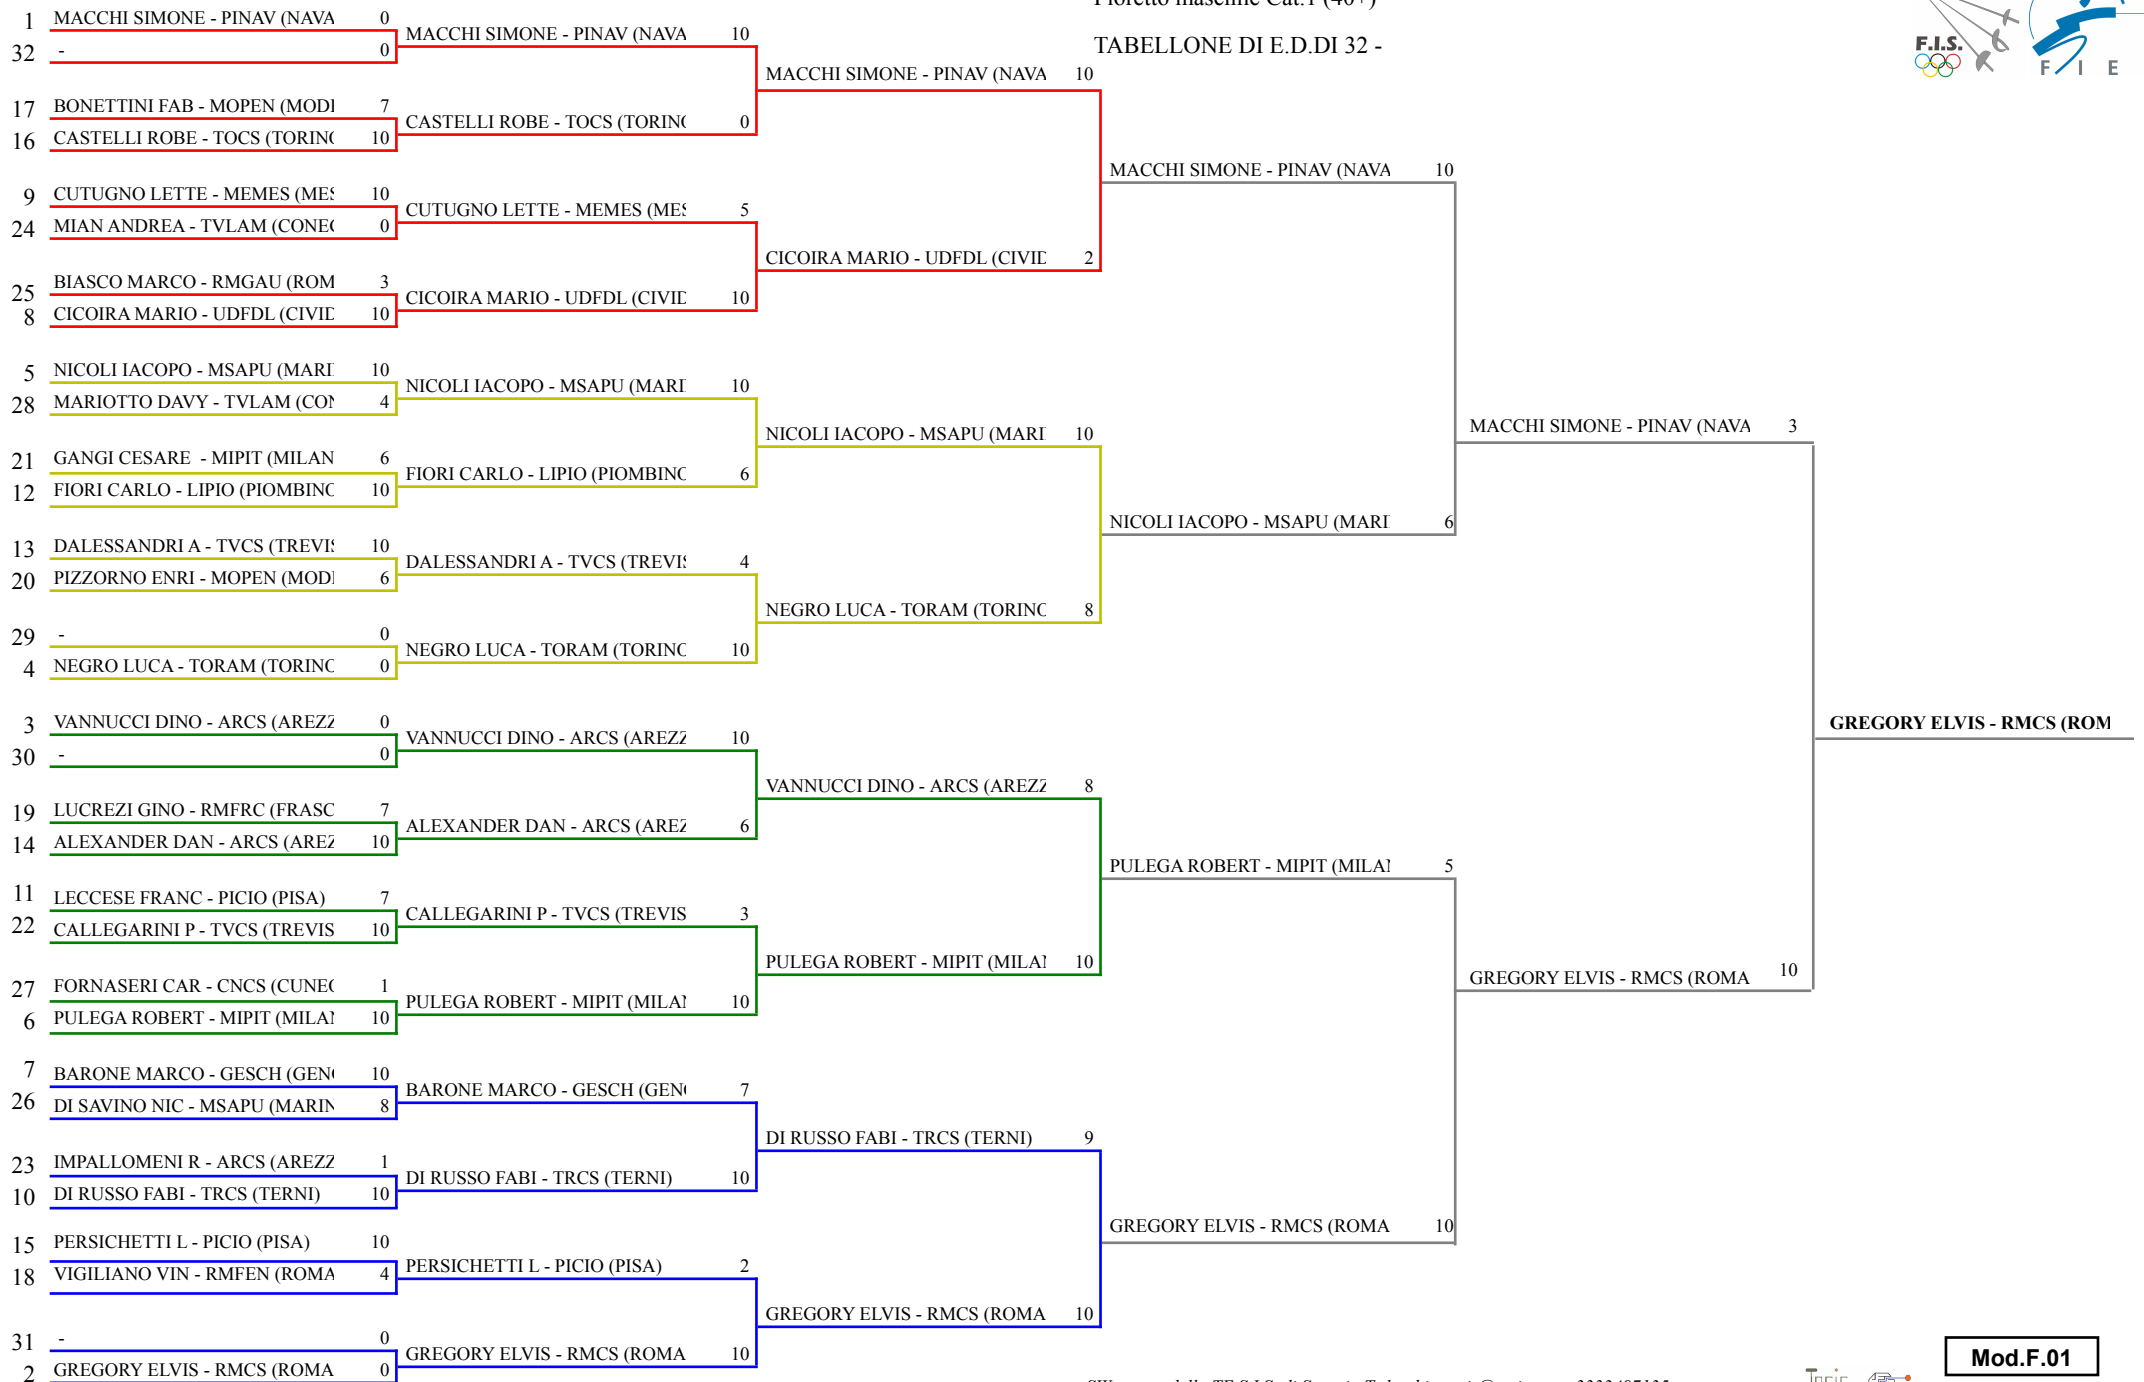 Fioretto maschile Cat.1 (40+)
TABELLONE DI E.D.DI 32 -
F.I.S.
F I E
1 MACCHI SIMONE - PINAV (NAVA 0
32 - 0
17 BONETTINI FAB - MOPEN (MODI 7
16 CASTELLI ROBE - TOCS (TORINO 10
9 CUTUGNO LETTE - MEMES (MES 10
24 MIAN ANDREA - TVLAM (CONEG 0
25 BIASCO MARCO - RMGAU (ROM 3
8 CICOIRA MARIO - UDFDL (CIVID 10
5 NICOLI IACOPO - MSAPU (MARI 10
28 MARIOTTO DAVY - TVLAM (CON 4
21 GANGI CESARE - MIPIT (MILAN 6
12 FIORI CARLO - LIPIO (PIOMBINO 10
13 DALESSANDRI A - TVCS (TREVIS 10
20 PIZZORNO ENRI - MOPEN (MODI 6
29 - 0
4 NEGRO LUCA - TORAM (TORINO 0
3 VANNUCCI DINO - ARCS (AREZZ 0
30 - 0
19 LUCREZI GINO - RMFRC (FRASC 7
14 ALEXANDER DAN - ARCS (AREZ 10
11 LECCESE FRANC - PICIO (PISA) 7
22 CALLEGARINI P - TVCS (TREVIS 10
27 FORNASERI CAR - CNCS (CUNEO 1
6 PULEGA ROBERT - MIPIT (MILAN 10
7 BARONE MARCO - GESCH (GENO 10
26 DI SAVINO NIC - MSAPU (MARIN 8
23 IMPALLOMENI R - ARCS (AREZZ 1
10 DI RUSSO FABI - TRCS (TERNI) 10
15 PERSICHETTI L - PICIO (PISA) 10
18 VIGILIANO VIN - RMFEN (ROMA 4
31 - 0
2 GREGORY ELVIS - RMCS (ROMA 0
MACCHI SIMONE - PINAV (NAVA 10
CASTELLI ROBE - TOCS (TORINO 0
CUTUGNO LETTE - MEMES (MES 5
CICOIRA MARIO - UDFDL (CIVID 10
NICOLI IACOPO - MSAPU (MARI 10
FIORI CARLO - LIPIO (PIOMBINO 6
DALESSANDRI A - TVCS (TREVIS 4
NEGRO LUCA - TORAM (TORINO 10
VANNUCCI DINO - ARCS (AREZZ 10
ALEXANDER DAN - ARCS (AREZ 6
CALLEGARINI P - TVCS (TREVIS 3
PULEGA ROBERT - MIPIT (MILAN 10
BARONE MARCO - GESCH (GENO 7
DI RUSSO FABI - TRCS (TERNI) 10
PERSICHETTI L - PICIO (PISA) 2
GREGORY ELVIS - RMCS (ROMA 10
MACCHI SIMONE - PINAV (NAVA 10
CICOIRA MARIO - UDFDL (CIVID 2
NICOLI IACOPO - MSAPU (MARI 10
NEGRO LUCA - TORAM (TORINO 8
VANNUCCI DINO - ARCS (AREZZ 8
PULEGA ROBERT - MIPIT (MILAN 10
DI RUSSO FABI - TRCS (TERNI) 9
GREGORY ELVIS - RMCS (ROMA 10
MACCHI SIMONE - PINAV (NAVA 10
NICOLI IACOPO - MSAPU (MARI 6
PULEGA ROBERT - MIPIT (MILAN 5
GREGORY ELVIS - RMCS (ROMA 10
MACCHI SIMONE - PINAV (NAVA 3
GREGORY ELVIS - RMCS (ROMA 10
GREGORY ELVIS - RMCS (ROM
Mod.F.01